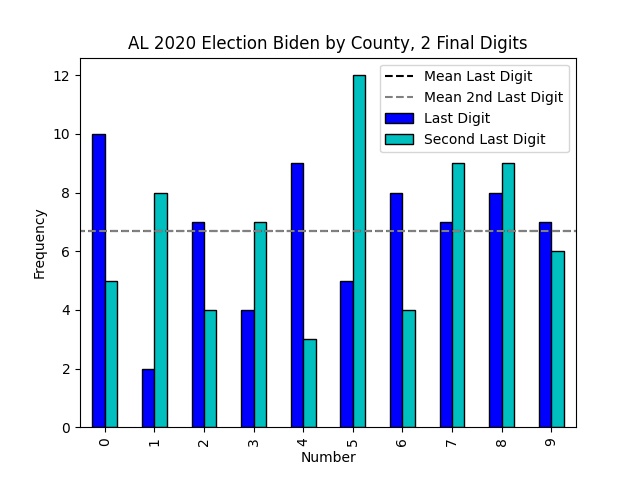 AL 2020 Election Biden by County, 2 Final Digits
12
10
8
6
4
2
0
Frequency
Mean Last Digit
Mean 2nd Last Digit
Last Digit
Second Last Digit
0 1 2 3 4 5 6 7 8 9
Number